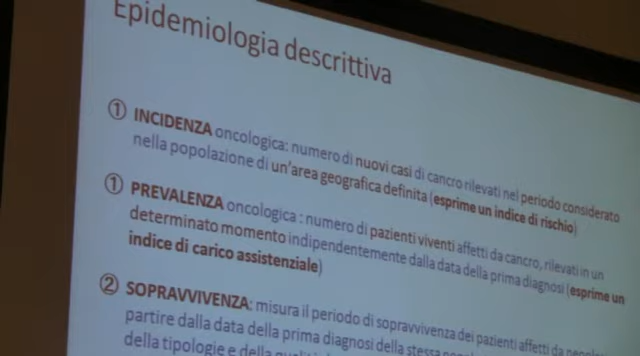 Epidemiologia descrittiva
① INCIDENZA oncologica: numero di nuovi casi di cancro rilevati nel periodo considerato
nella popolazione di un'area geografica definita (esprime un indice di rischio)
① PREVALENZA oncologica : numero di pazienti viventi affetti da cancro, rilevati in un
determinato momento indipendentemente dalla data della prima diagnosi (esprime un
indice di carico assistenziale)
② SOPRAVVIVENZA: misura il periodo di sopravvivenza dei pazienti affetti da
partire dalla data della prima diagnosi della stessa
della tipologie e della